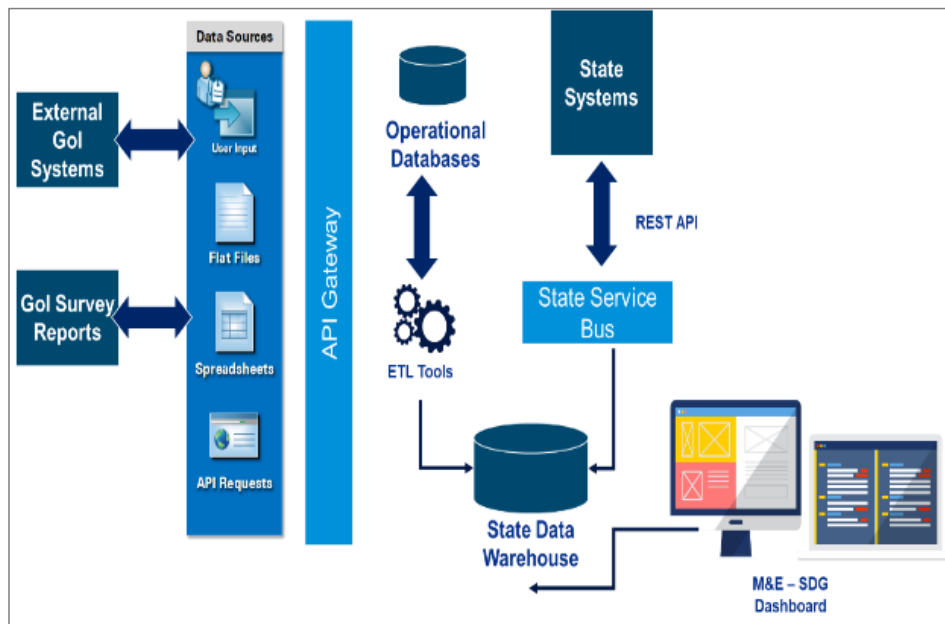 Data Sources
External
GoI
Systems
User Input
Flat Files
GoI Survey
Reports
Spreadsheets
API Requests
API Gateway
Operational
Databases
ETL Tools
State
Systems
REST API
State Service
Bus
State Data
Warehouse
M&E – SDG
Dashboard